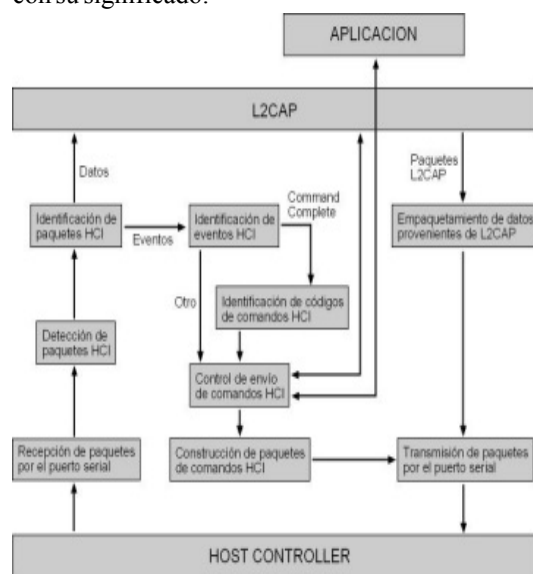 con su significado.
APLICACION
L2CAP
Datos
Paquetes
L2CAP
Command
Complete
Identificación de
paquetes HCI
Eventos
Identificación de
eventos HCI
Empaquetamiento de datos
provenientes de L2CAP
Otro
Identificación de códigos
de comandos HCI
Detección de
paquetes HCI
Control de envío
de comandos HCI
Recepción de paquetes
por el puerto serial
Construcción de paquetes
de comandos HCI
Transmisión de paquetes
por el puerto serial
HOST CONTROLLER